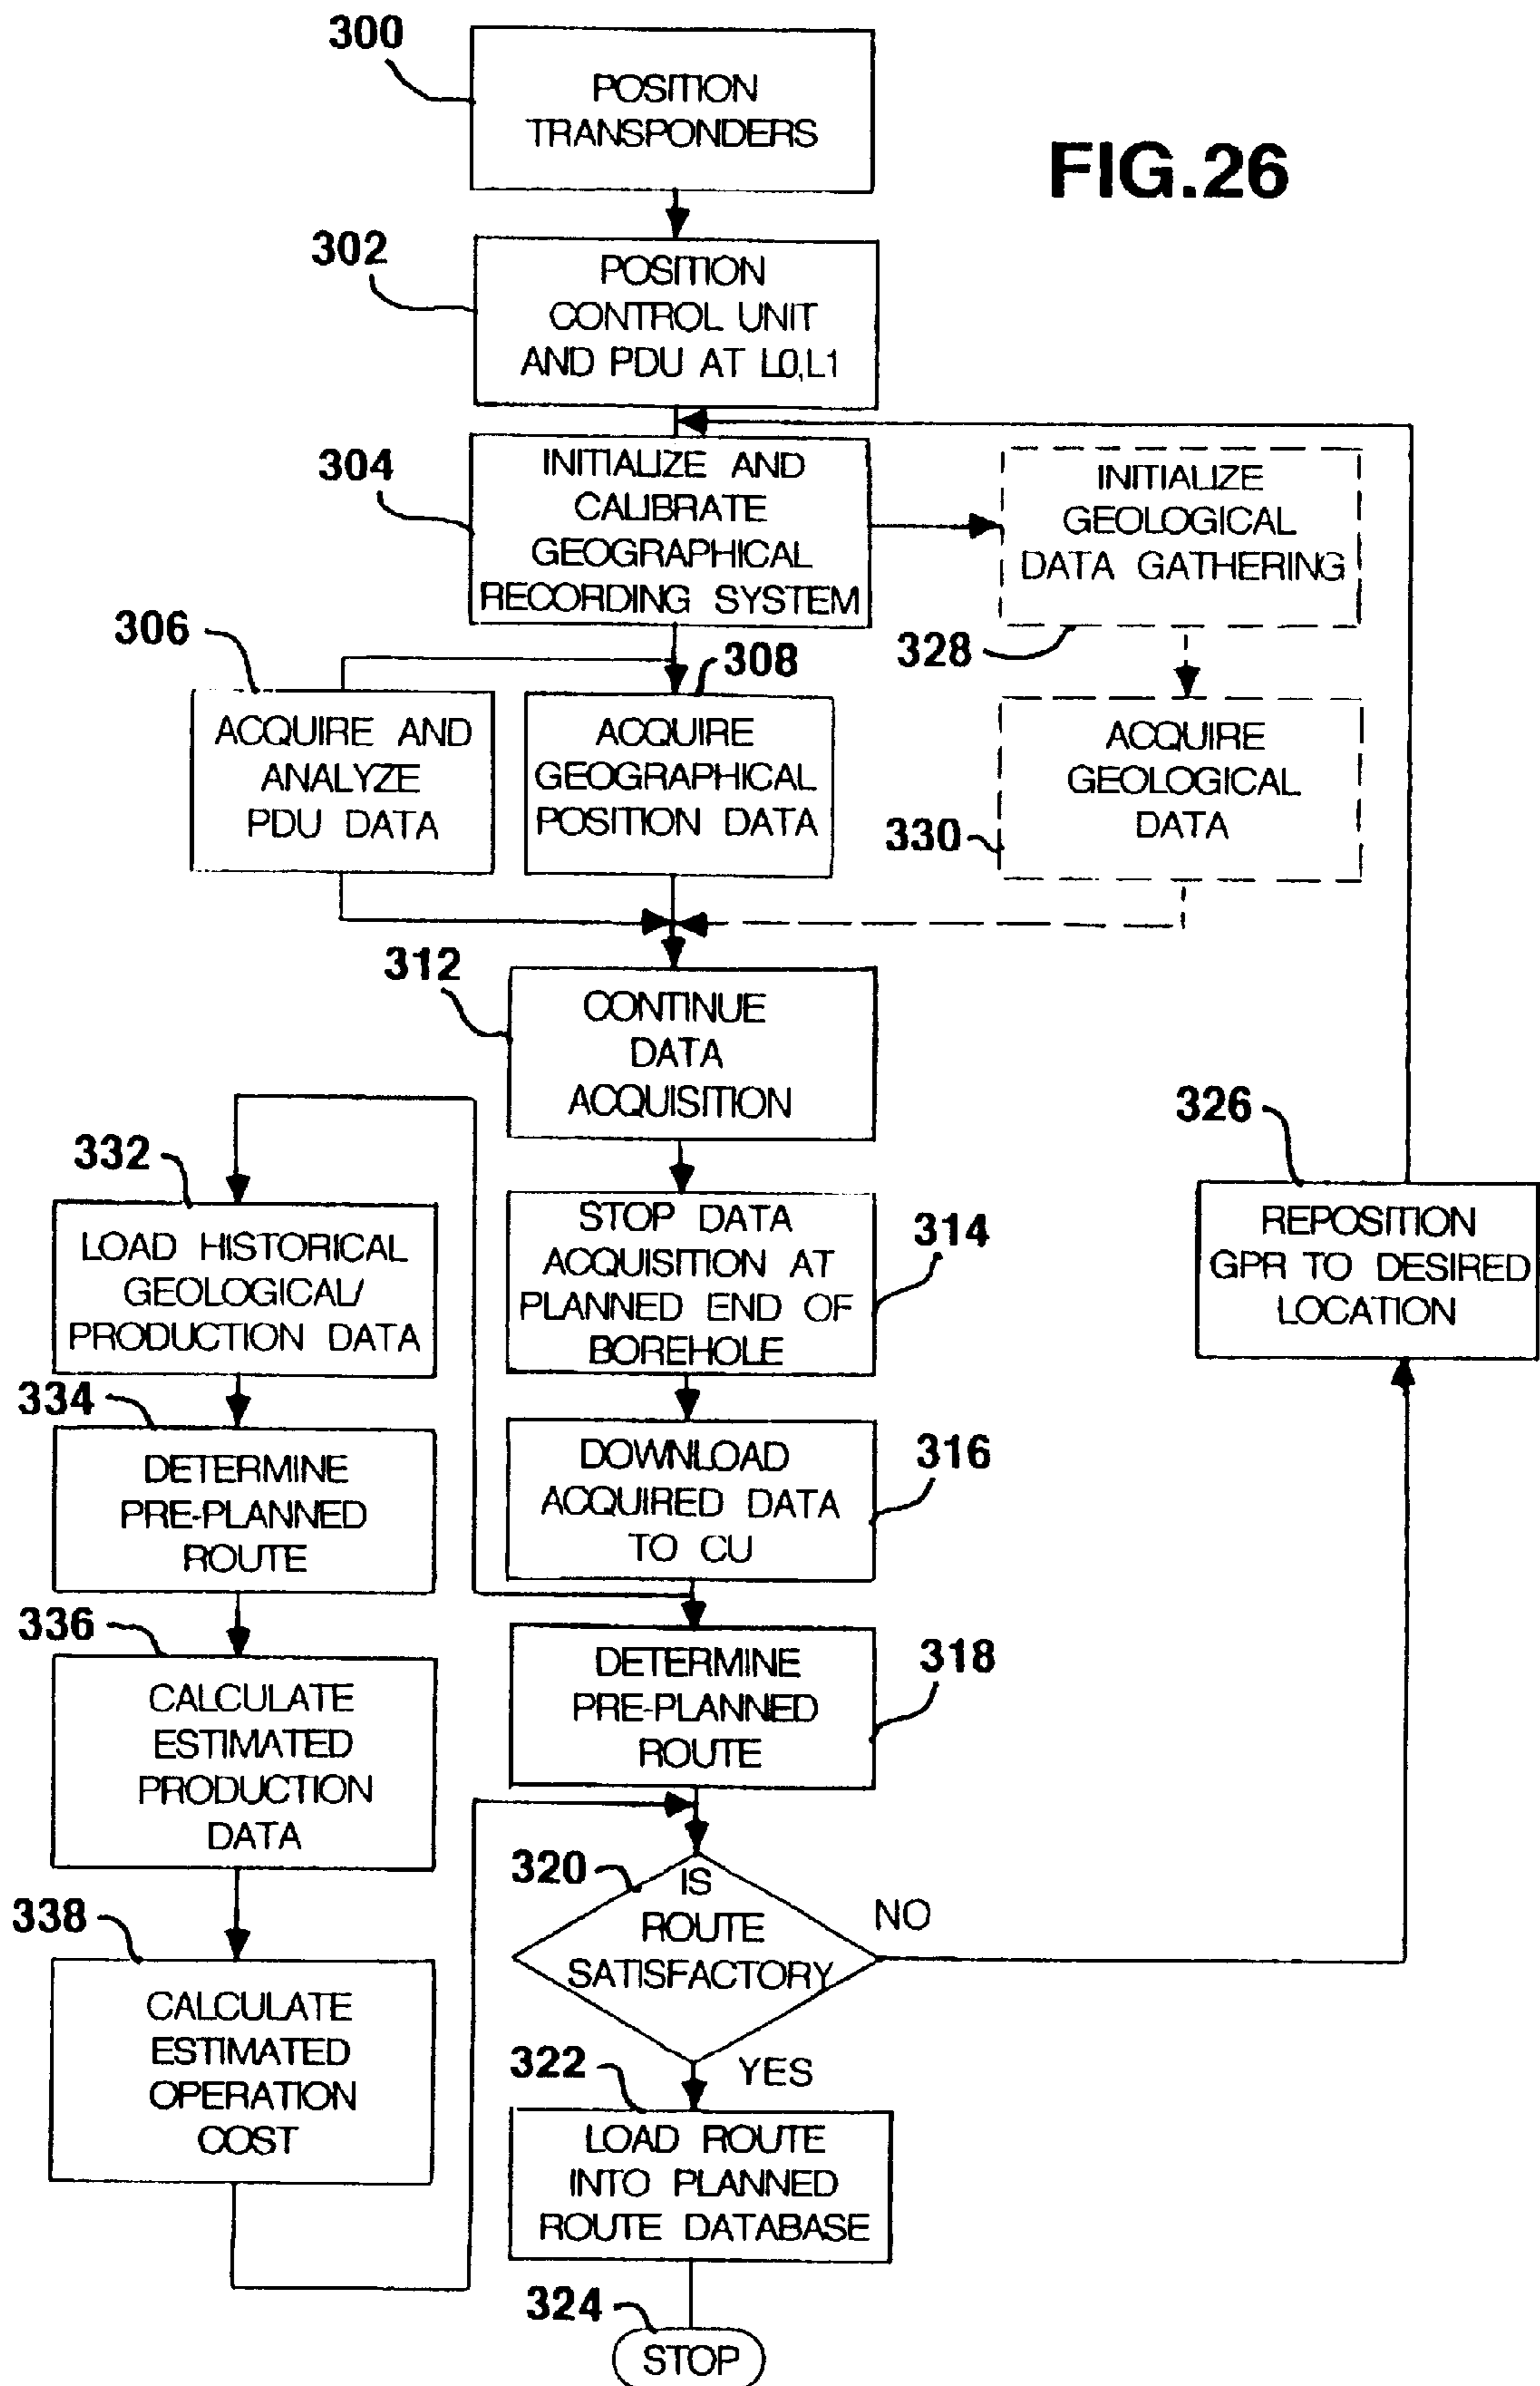 300
POSITION
TRANSPONDERS
FIG.26
302
POSITION
CONTROL UNIT
AND PDU AT L0,L1
304
INITIALIZE AND
CALIBRATE
GEOGRAPHICAL
RECORDING SYSTEM
INITIALIZE
GEOLOGICAL
DATA GATHERING
328
306
ACQUIRE AND
ANALYZE
PDU DATA
308
ACQUIRE
GEOGRAPHICAL
POSITION DATA
330
ACQUIRE
GEOLOGICAL
DATA
312
CONTINUE
DATA
ACQUISITION
326
REPOSITION
GPR TO DESIRED
LOCATION
332
LOAD HISTORICAL
GEOLOGICAL/
PRODUCTION DATA
314
STOP DATA
ACQUISITION AT
PLANNED END OF
BOREHOLE
334
DETERMINE
PRE-PLANNED
ROUTE
316
DOWNLOAD
ACQUIRED DATA
TO CU
336
CALCULATE
ESTIMATED
PRODUCTION
DATA
318
DETERMINE
PRE-PLANNED
ROUTE
338
CALCULATE
ESTIMATED
OPERATION
COST
320
IS
ROUTE
SATISFACTORY
NO
YES
322
LOAD ROUTE
INTO PLANNED
ROUTE DATABASE
324
STOP